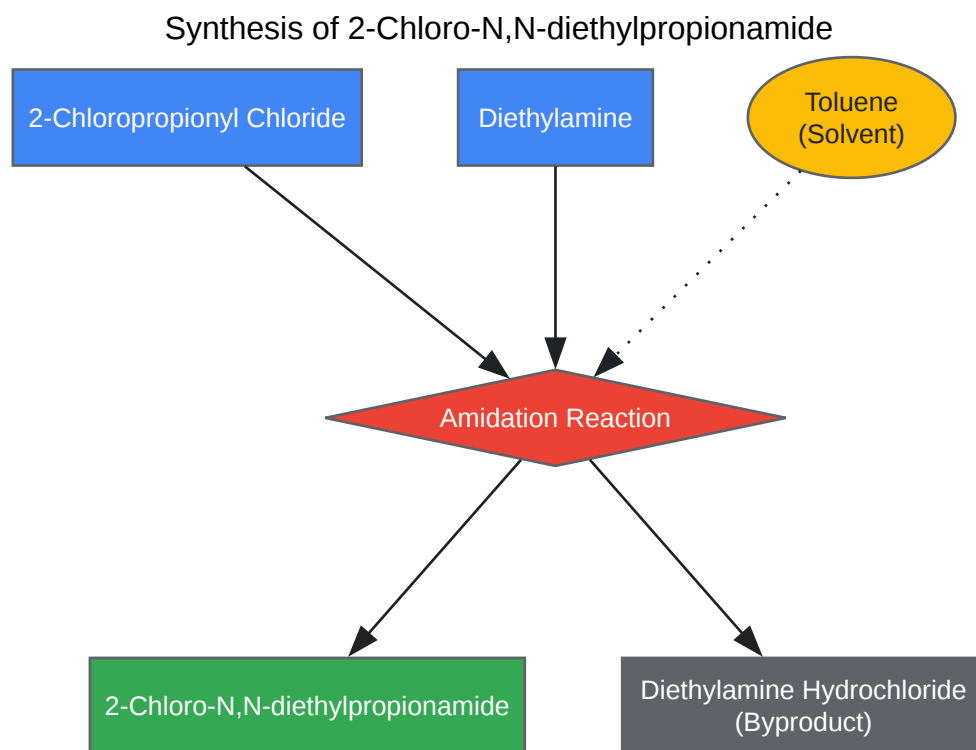 Synthesis of 2-Chloro-N,N-diethylpropionamide
2-Chloropropionyl Chloride
Diethylamine
Toluene
(Solvent)
Amidation Reaction
2-Chloro-N,N-diethylpropionamide
Diethylamine Hydrochloride
(Byproduct)